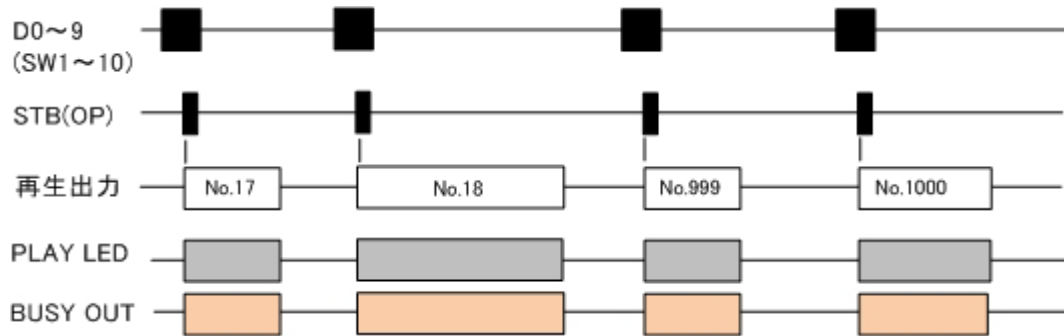 D0～9
(SW1～10)
STB(OP)
再生出力
No.17
No.18
No.999
No.1000
PLAY LED
BUSY OUT